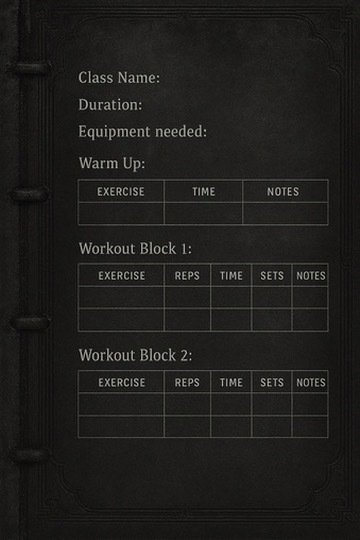 Class Name:
Duration:
Equipment needed:
Warm Up:
EXERCISE TIME NOTES
Workout Block 1:
EXERCISE REPS TIME SETS NOTES
Workout Block 2:
EXERCISE REPS TIME SETS NOTES